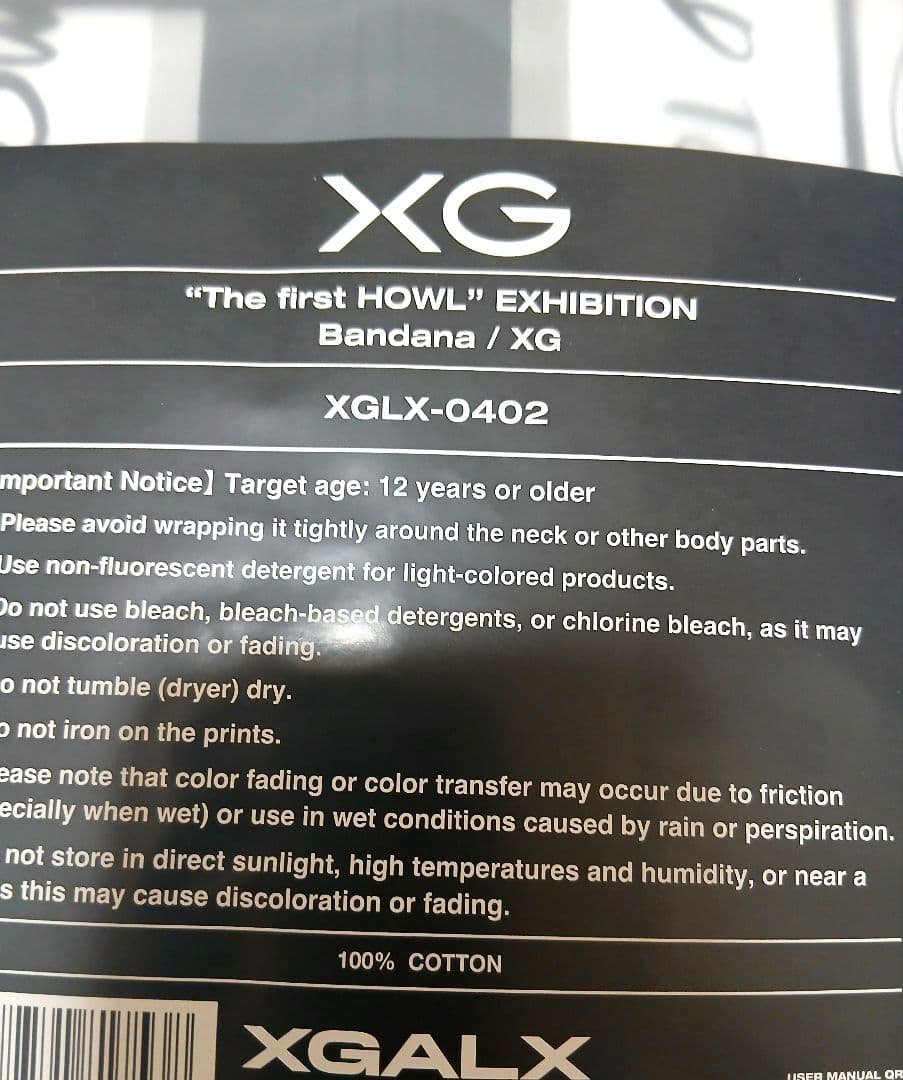 XG
“The first HOWL” EXHIBITION
Bandana / XG
XGLX-0402
mportant Notice】Target age: 12 years or older
Please avoid wrapping it tightly around the neck or other body parts.
Use non-fluorescent detergent for light-colored products.
Do not use bleach, bleach-based detergents, or chlorine bleach, as it may
use discoloration or fading.
o not tumble (dryer) dry.
o not iron on the prints.
ease note that color fading or color transfer may occur due to friction
ecially when wet) or use in wet conditions caused by rain or perspiration.
not store in direct sunlight, high temperatures and humidity, or near a
s this may cause discoloration or fading.
100% COTTON
XGALX
USER MANUAL QR